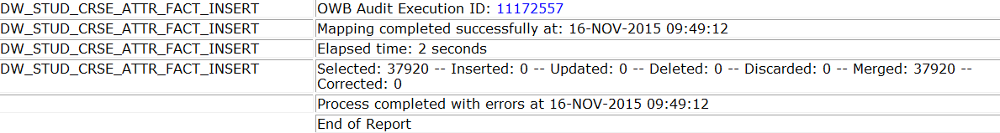 DW_STUD_CRSE_ATTR_FACT_INSERT OWB Audit Execution ID: 11172557
DW_STUD_CRSE_ATTR_FACT_INSERT Mapping completed successfully at: 16-NOV-2015 09:49:12
DW_STUD_CRSE_ATTR_FACT_INSERT Elapsed time: 2 seconds
DW_STUD_CRSE_ATTR_FACT_INSERT Selected: 37920 -- Inserted: 0 -- Updated: 0 -- Deleted: 0 -- Discarded: 0 -- Merged: 37920 --
Corrected: 0
Process completed with errors at 16-NOV-2015 09:49:12
End of Report